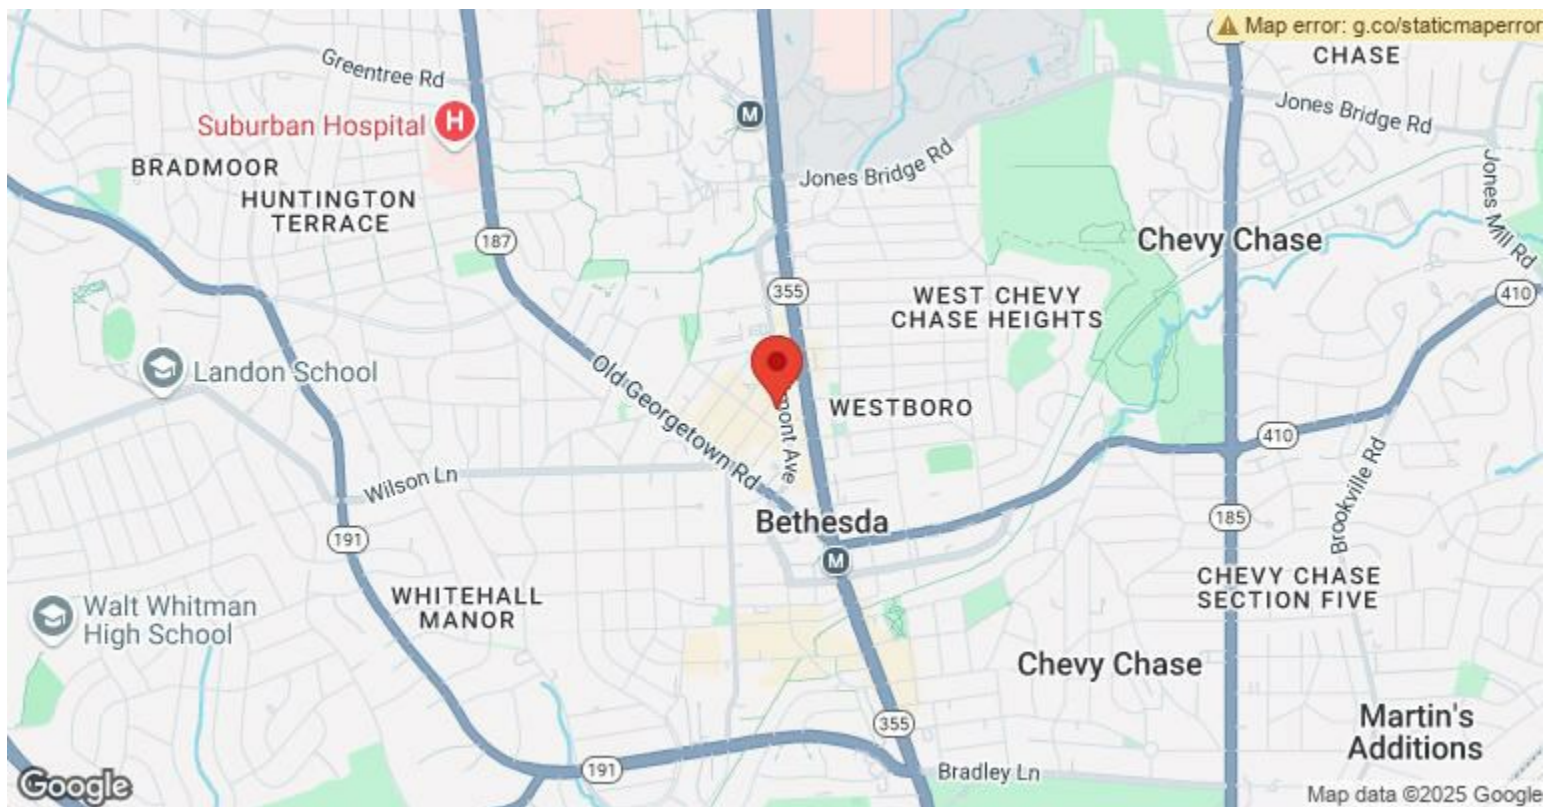 Map error: g.co/staticmaperror
CHASE
Greentree Rd
Jones Bridge Rd
Suburban Hospital
H
M
BRADMOOR
Jones Bridge Rd
Jones Mill Rd
HUNTINGTON
TERRACE
187
Chevy Chase
355
WEST CHEVY
CHASE HEIGHTS
410
Landon School
Old Georgetown Rd
mont Ave
WESTBORO
410
Wilson Ln
Brookville Rd
Bethesda
185
191
M
WHITEHALL
MANOR
CHEVY CHASE
SECTION FIVE
Walt Whitman
High School
Chevy Chase
355
Martin's
Additions
191
Bradley Ln
Google
Map data ©2025 Google